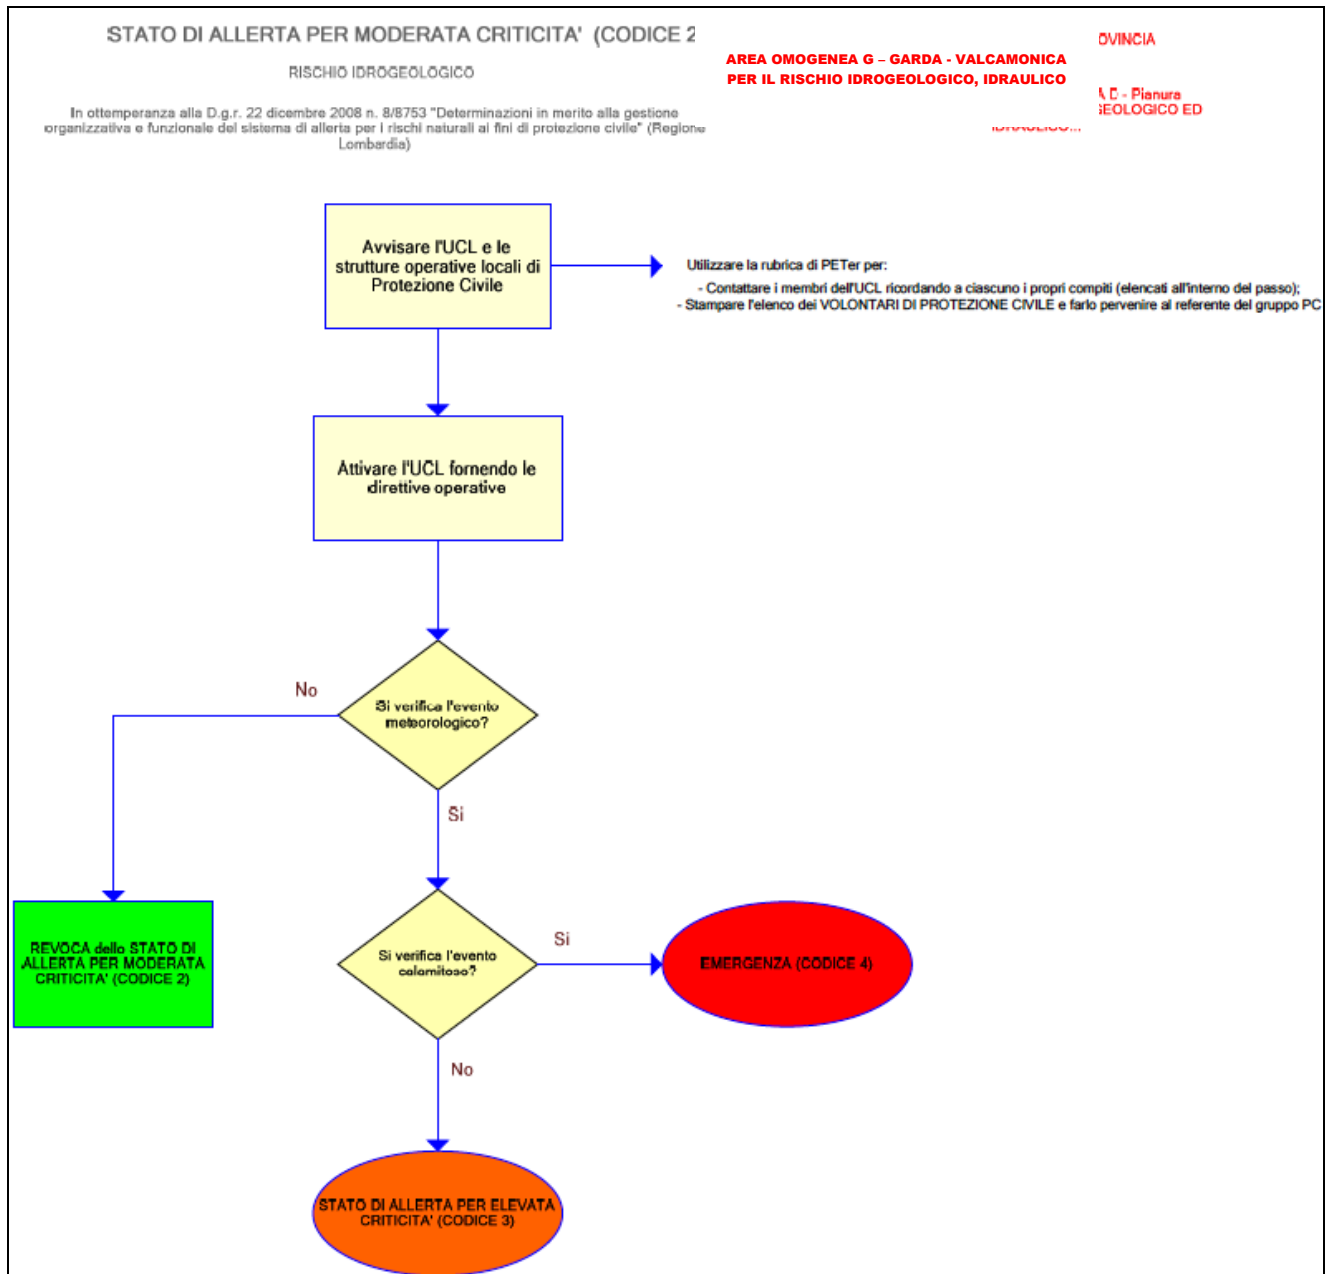 STATO DI ALLERTA PER MODERATA CRITICITA' (CODICE 2
RISCHIO IDROGEOLOGICO
In ottemperanza alla D.g.r. 22 dicembre 2008 n. 8/8753 "Determinazioni in merito alla gestione
organizzativa e funzionale del sistema di allerta per i rischi naturali ai fini di protezione civile" (Regione
Lombardia)
AREA OMOGENEA G – GARDA - VALCAMONICA
PER IL RISCHIO IDROGEOLOGICO, IDRAULICO
OVINCIA
A D - Pianura
GEOLOGICO ED
IDRAULICO...
Avvisare l'UCL e le
strutture operative locali di
Protezione Civile
Utilizzare la rubrica di PETer per:
- Contattare i membri dell'UCL ricordando a ciascuno i propri compiti (elencati all'interno del passo);
- Stampare l'elenco dei VOLONTARI DI PROTEZIONE CIVILE e farlo pervenire al referente del gruppo PC
Attivare l'UCL fornendo le
direttive operative
Si verifica l'evento
meteorologico?
No
Si
REVOCA dello STATO DI
ALLERTA PER MODERATA
CRITICITA' (CODICE 2)
Si verifica l'evento
calamitoso?
Si
EMERGENZA (CODICE 4)
No
STATO DI ALLERTA PER ELEVATA
CRITICITA' (CODICE 3)